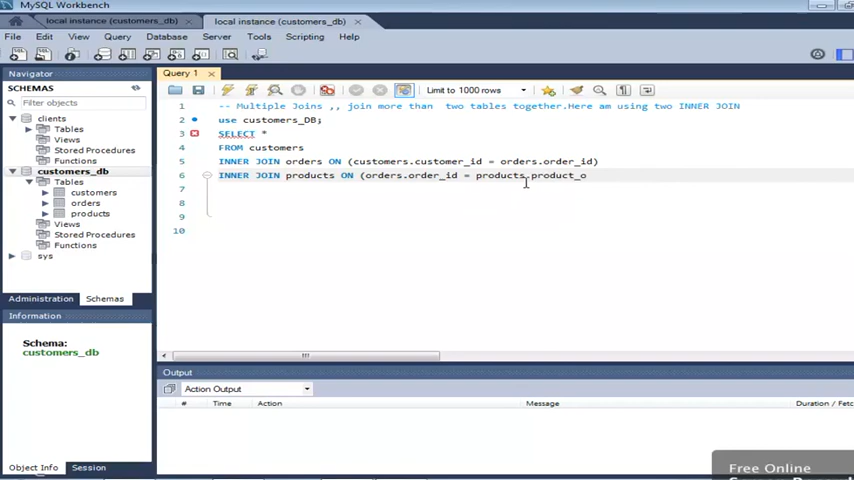 MySQL Workbench
local instance (customers_db) ×
local instance (customers_db) ×
File Edit View Query Database Server Tools Scripting Help
Navigator
SCHEMAS
Filter objects
clients
Tables
Views
Stored Procedures
Functions
customers_db
Tables
customers
orders
products
Views
Stored Procedures
Functions
sys
Administration Schemas
Information
Schema:
customers_db
Object Info Session
Query 1 ×
Limit to 1000 rows
1 -- Multiple Joins ,, join more than two tables together.Here am using two INNER JOIN
2 use customers_DB;
3 SELECT *
4 FROM customers
5 INNER JOIN orders ON (customers.customer_id = orders.order_id)
6 INNER JOIN products ON (orders.order_id = products.product_o
7
8
9
10
Output
Action Output
# Time Action Message Duration / Fetc
Free Online